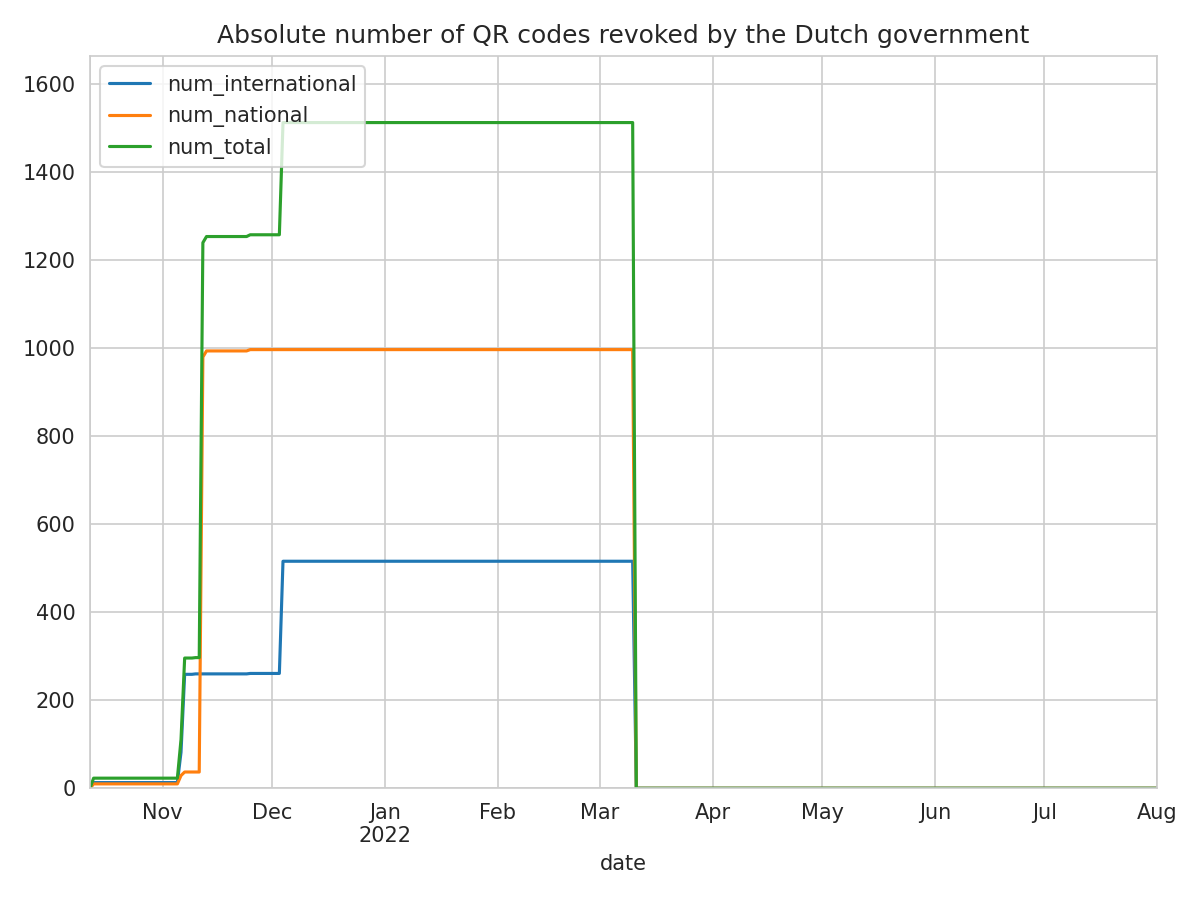 Absolute number of QR codes revoked by the Dutch government
num_international
num_national
num_total
1600
1400
1200
1000
800
600
400
200
0
Nov Dec Jan Feb Mar Apr May Jun Jul Aug
2022
date